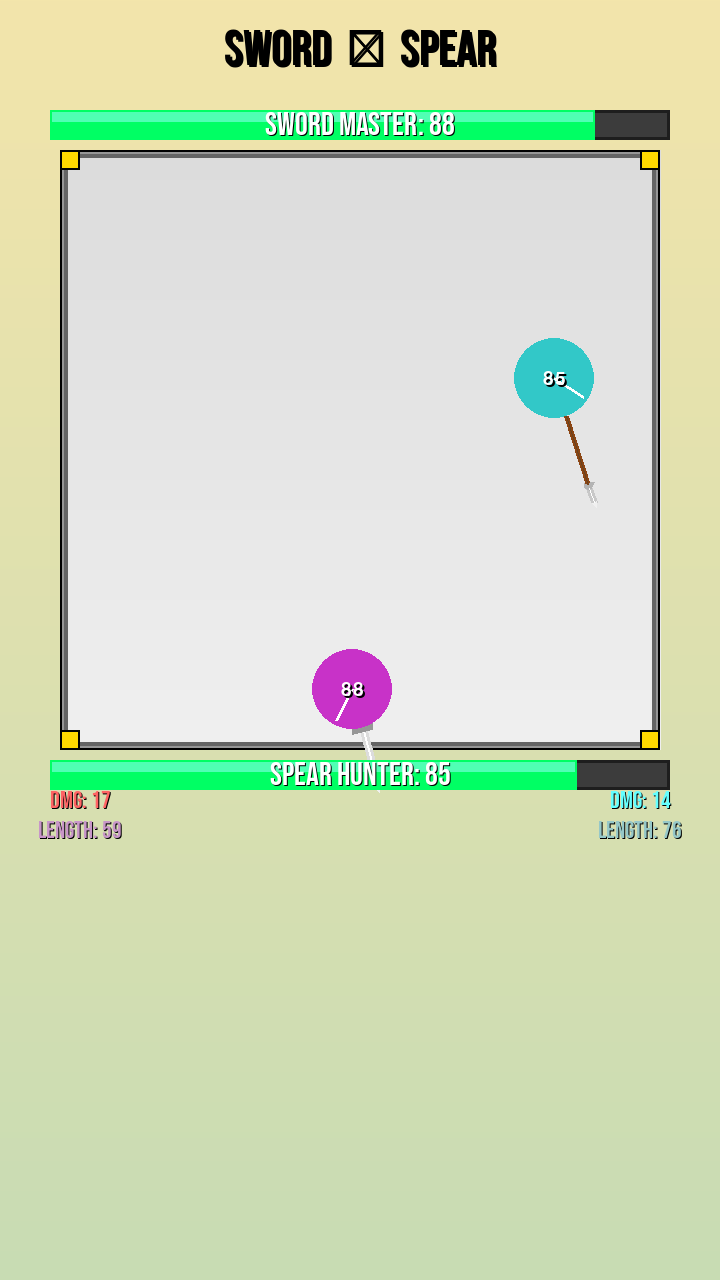 SWORD SPEAR
SWORD MASTER: 88
85
88
SPEAR HUNTER: 85
DMG: 17
DMG: 14
LENGTH: 59
LENGTH: 76